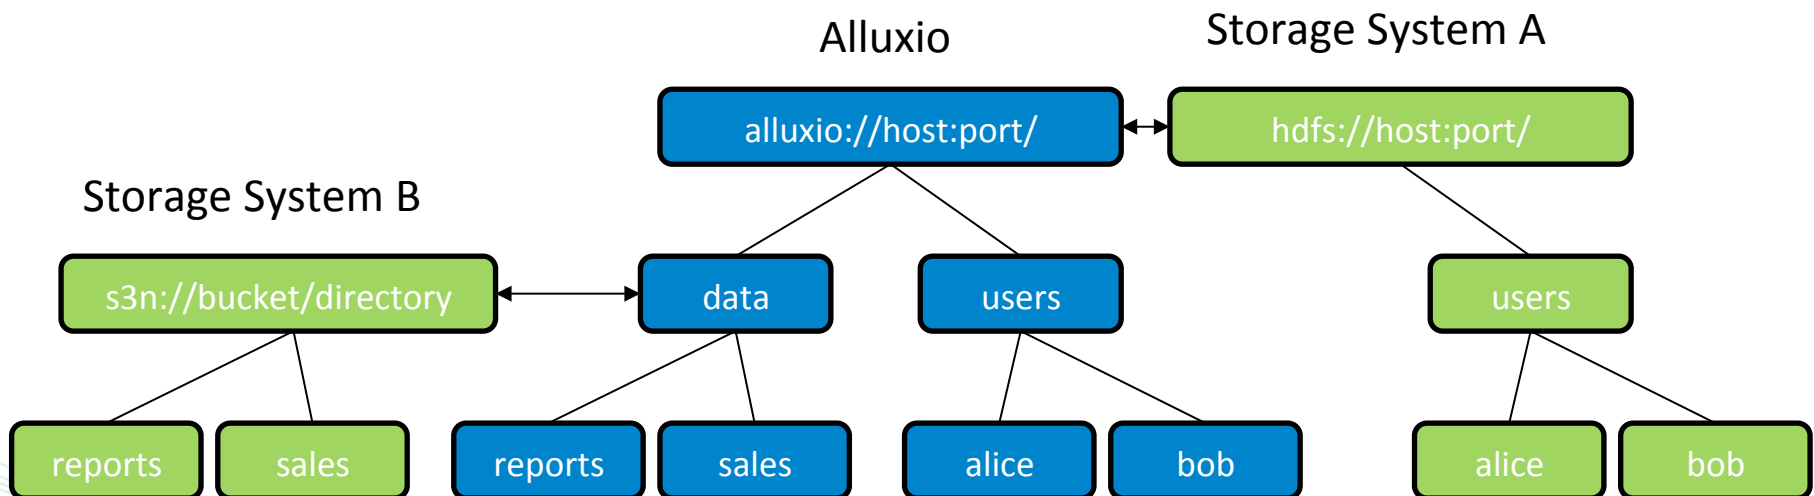 Alluxio
Storage System A
alluxio://host:port/
hdfs://host:port/
Storage System B
s3n://bucket/directory
data
users
users
reports
sales
reports
sales
alice
bob
alice
bob